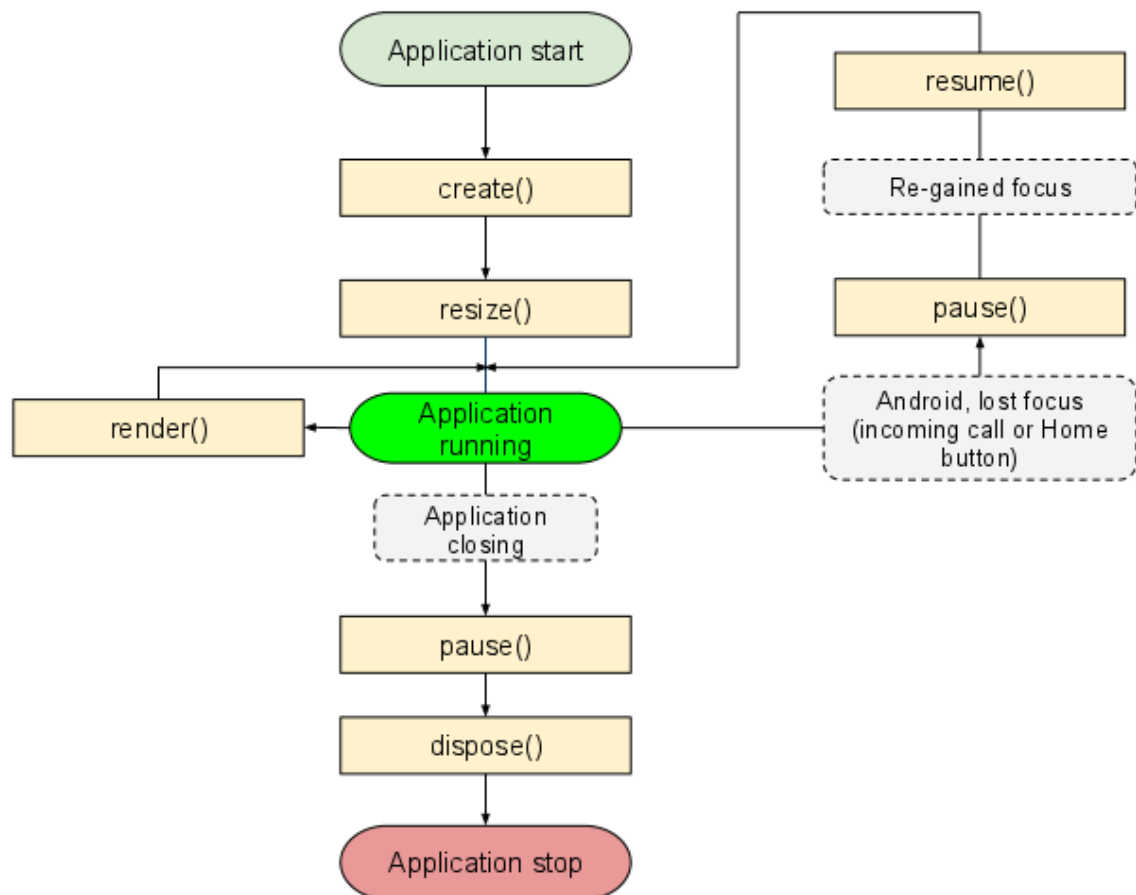 Application start
resume()
create()
Re-gained focus
resize()
pause()
render()
Application
running
Android, lost focus
(incoming call or Home
button)
Application
closing
pause()
dispose()
Application stop